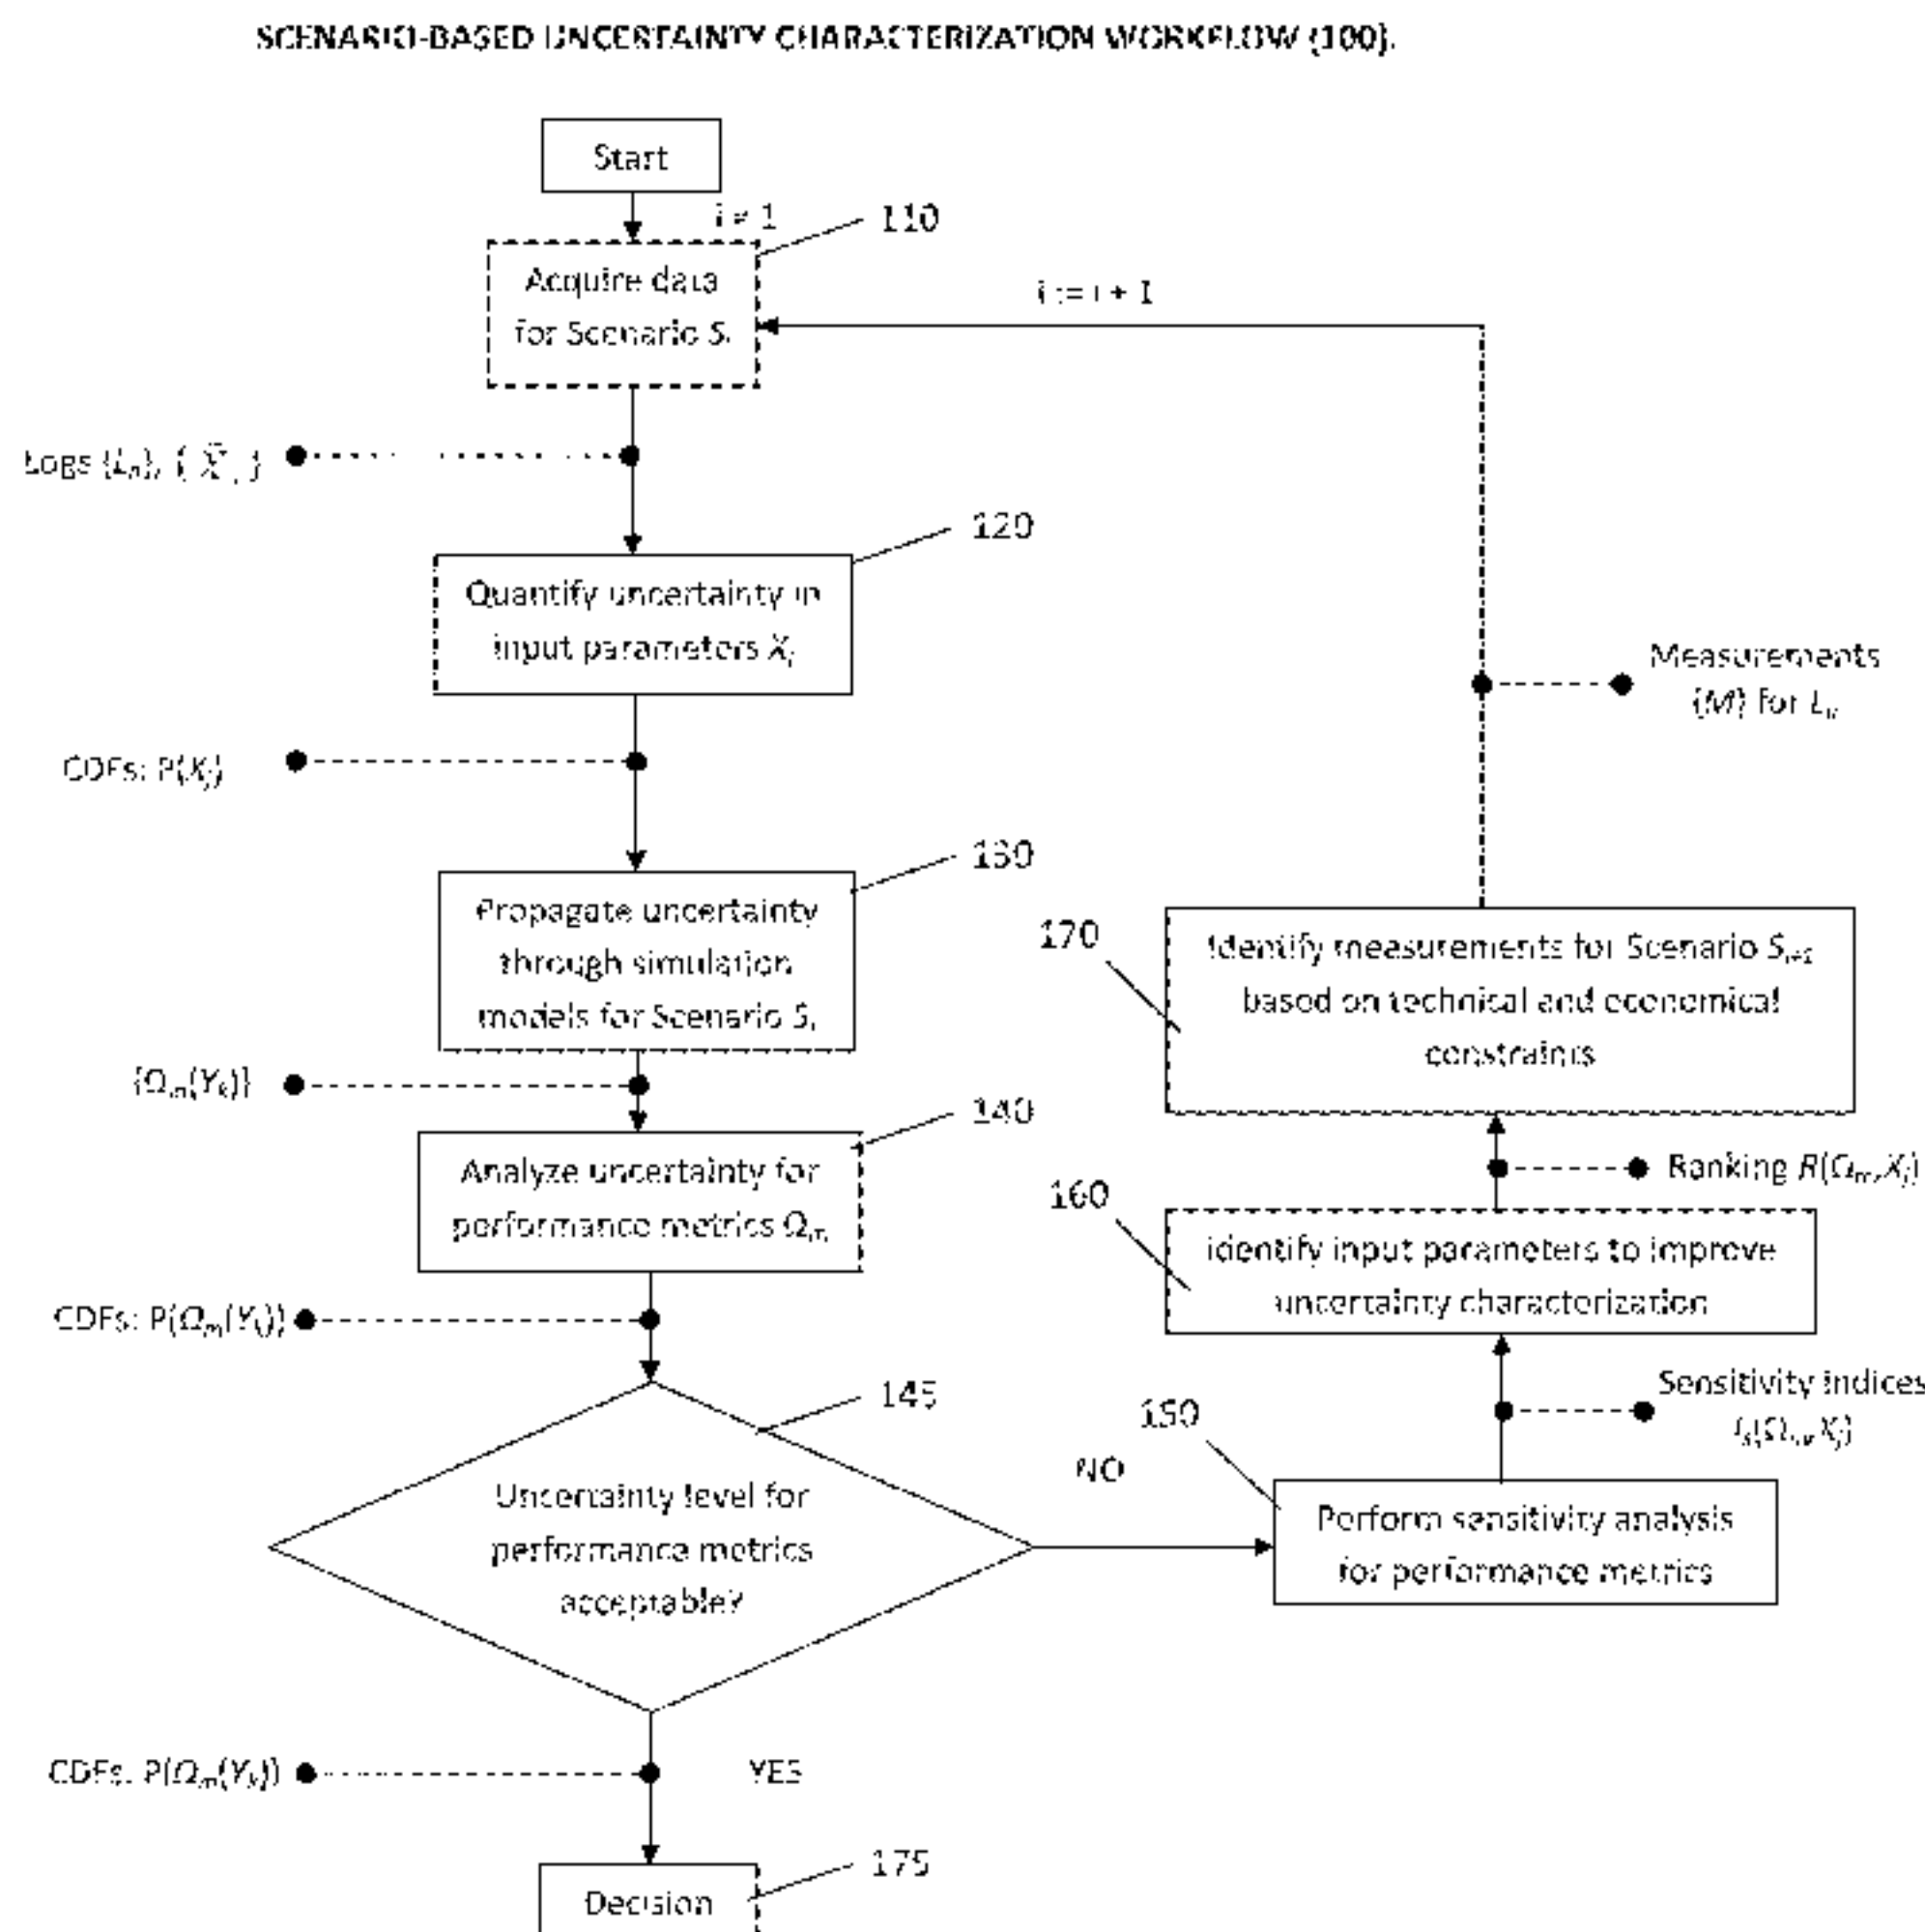 SCENARIO-BASED UNCERTAINTY CHARACTERIZATION WORKFLOW (100).
Start
i = 1
110
Acquire data
for Scenario Sᵢ
i := i + 1
Logs {Lₙ},
120
Quantify uncertainty in
input parameters Xⱼ
Measurements
{M} for
CDFs: P(Xⱼ)
130
Propagate uncertainty
through simulation
models for Scenario Sᵢ
170
Identify measurements for Scenario Sᵢ₊₁
based on technical and economical
constraints
{Ωₘ(Yₖ)}
140
Analyze uncertainty for
performance metrics Ωₘ
Ranking R(Ωₘ,Xⱼ)
160
identify input parameters to improve
uncertainty characterization
CDFs: P(Ωₘ(Yₖ))
145
Sensitivity indices
150
NO
Uncertainty level for
performance metrics
acceptable?
Perform sensitivity analysis
for performance metrics
CDFs: P(Ωₘ(Yₖ))
YES
175
Decision